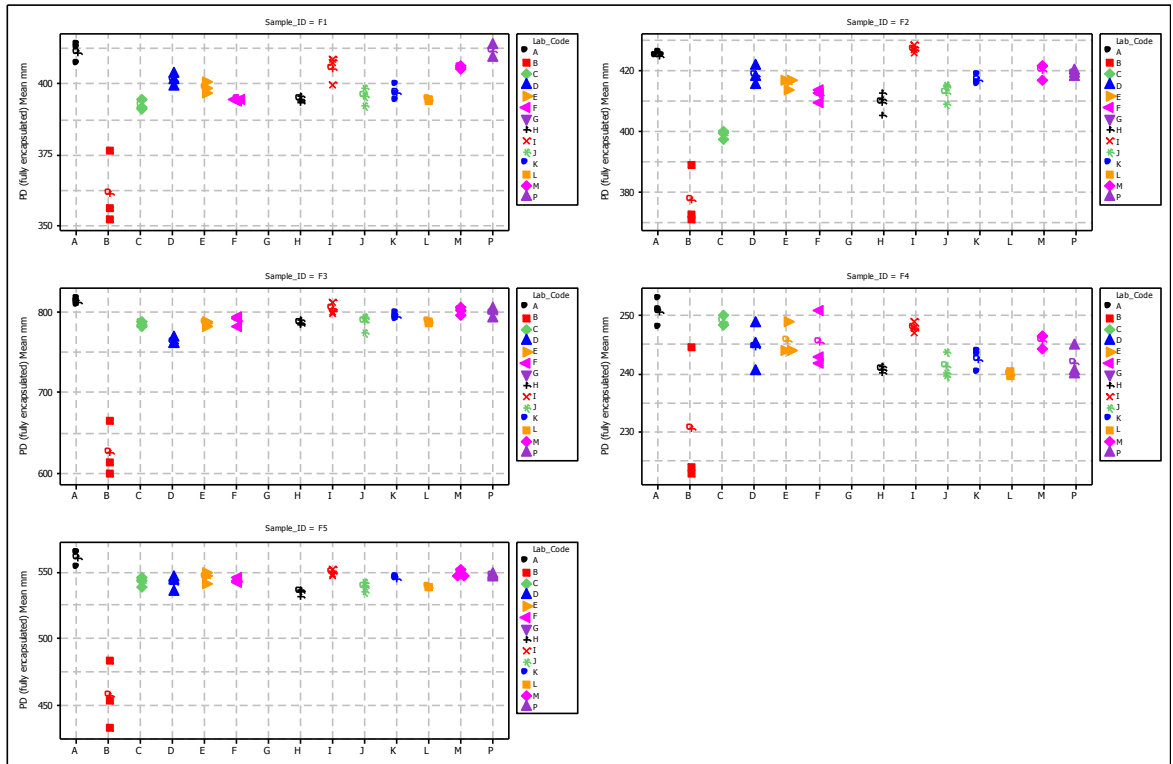 Sample_ID = F1
PD (fully encapsulated) Mean mm
400
375
350
A B C D E F G H I J K L M P
Lab_Code
A
B
C
D
E
F
G
H
I
J
K
L
M
P
Sample_ID = F2
PD (fully encapsulated) Mean mm
420
400
380
A B C D E F G H I J K L M P
Lab_Code
A
B
C
D
E
F
G
H
I
J
K
L
M
P
Sample_ID = F3
PD (fully encapsulated) Mean mm
800
700
600
A B C D E F G H I J K L M P
Lab_Code
A
B
C
D
E
F
G
H
I
J
K
L
M
P
Sample_ID = F4
PD (fully encapsulated) Mean mm
250
240
230
A B C D E F G H I J K L M P
Lab_Code
A
B
C
D
E
F
G
H
I
J
K
L
M
P
Sample_ID = F5
PD (fully encapsulated) Mean mm
550
500
450
A B C D E F G H I J K L M P
Lab_Code
A
B
C
D
E
F
G
H
I
J
K
L
M
P